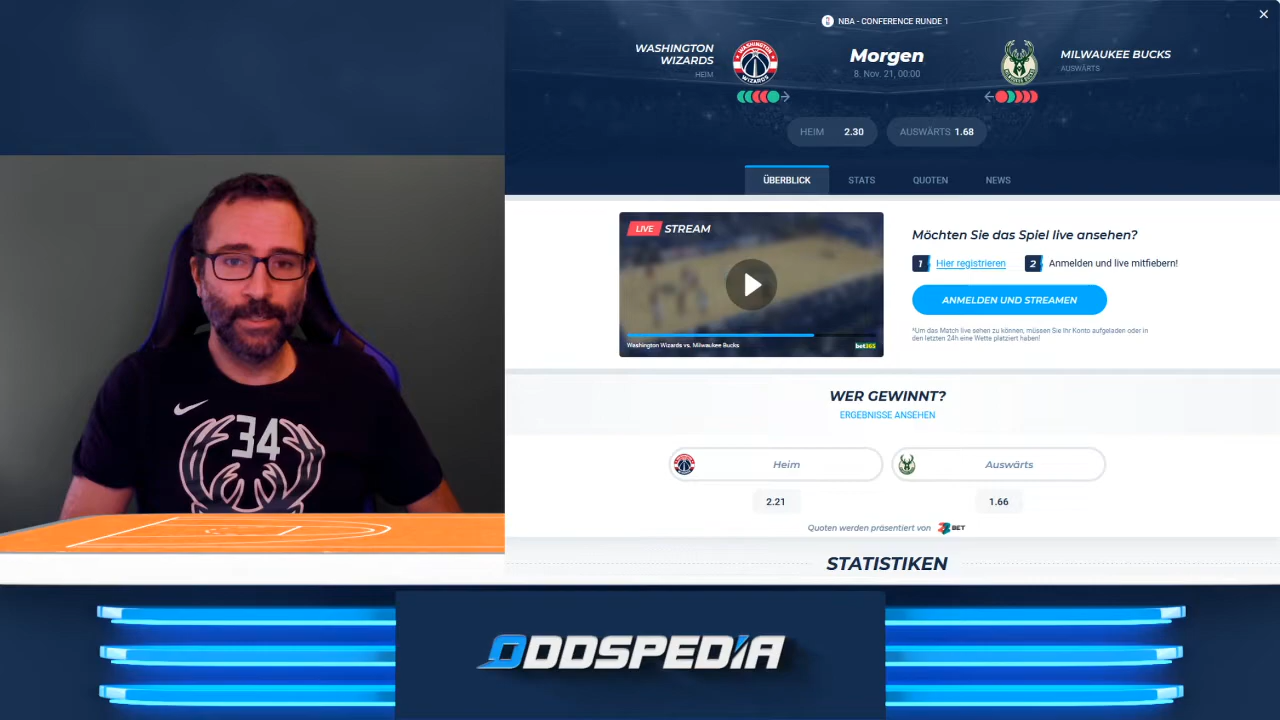 NBA - CONFERENCE RUNDE 1
WASHINGTON
WIZARDS
HEIM
Morgen
8. Nov. 21, 00:00
MILWAUKEE BUCKS
AUSWÄRTS
HEIM 2.30
AUSWÄRTS 1.68
ÜBERBLICK STATS QUOTEN NEWS
LIVE STREAM
Washington Wizards vs. Milwaukee Bucks
bet365
Möchten Sie das Spiel live ansehen?
1 Hier registrieren 2 Anmelden und live mitfiebern!
ANMELDEN UND STREAMEN
*Um das Match live sehen zu können, müssen Sie Ihr Konto aufgeladen oder in
den letzten 24h eine Wette platziert haben!
WER GEWINNT?
ERGEBNISSE ANSEHEN
Heim
Auswärts
2.21
1.66
Quoten werden präsentiert von 22BET
STATISTIKEN
34
ODDSPEDIA